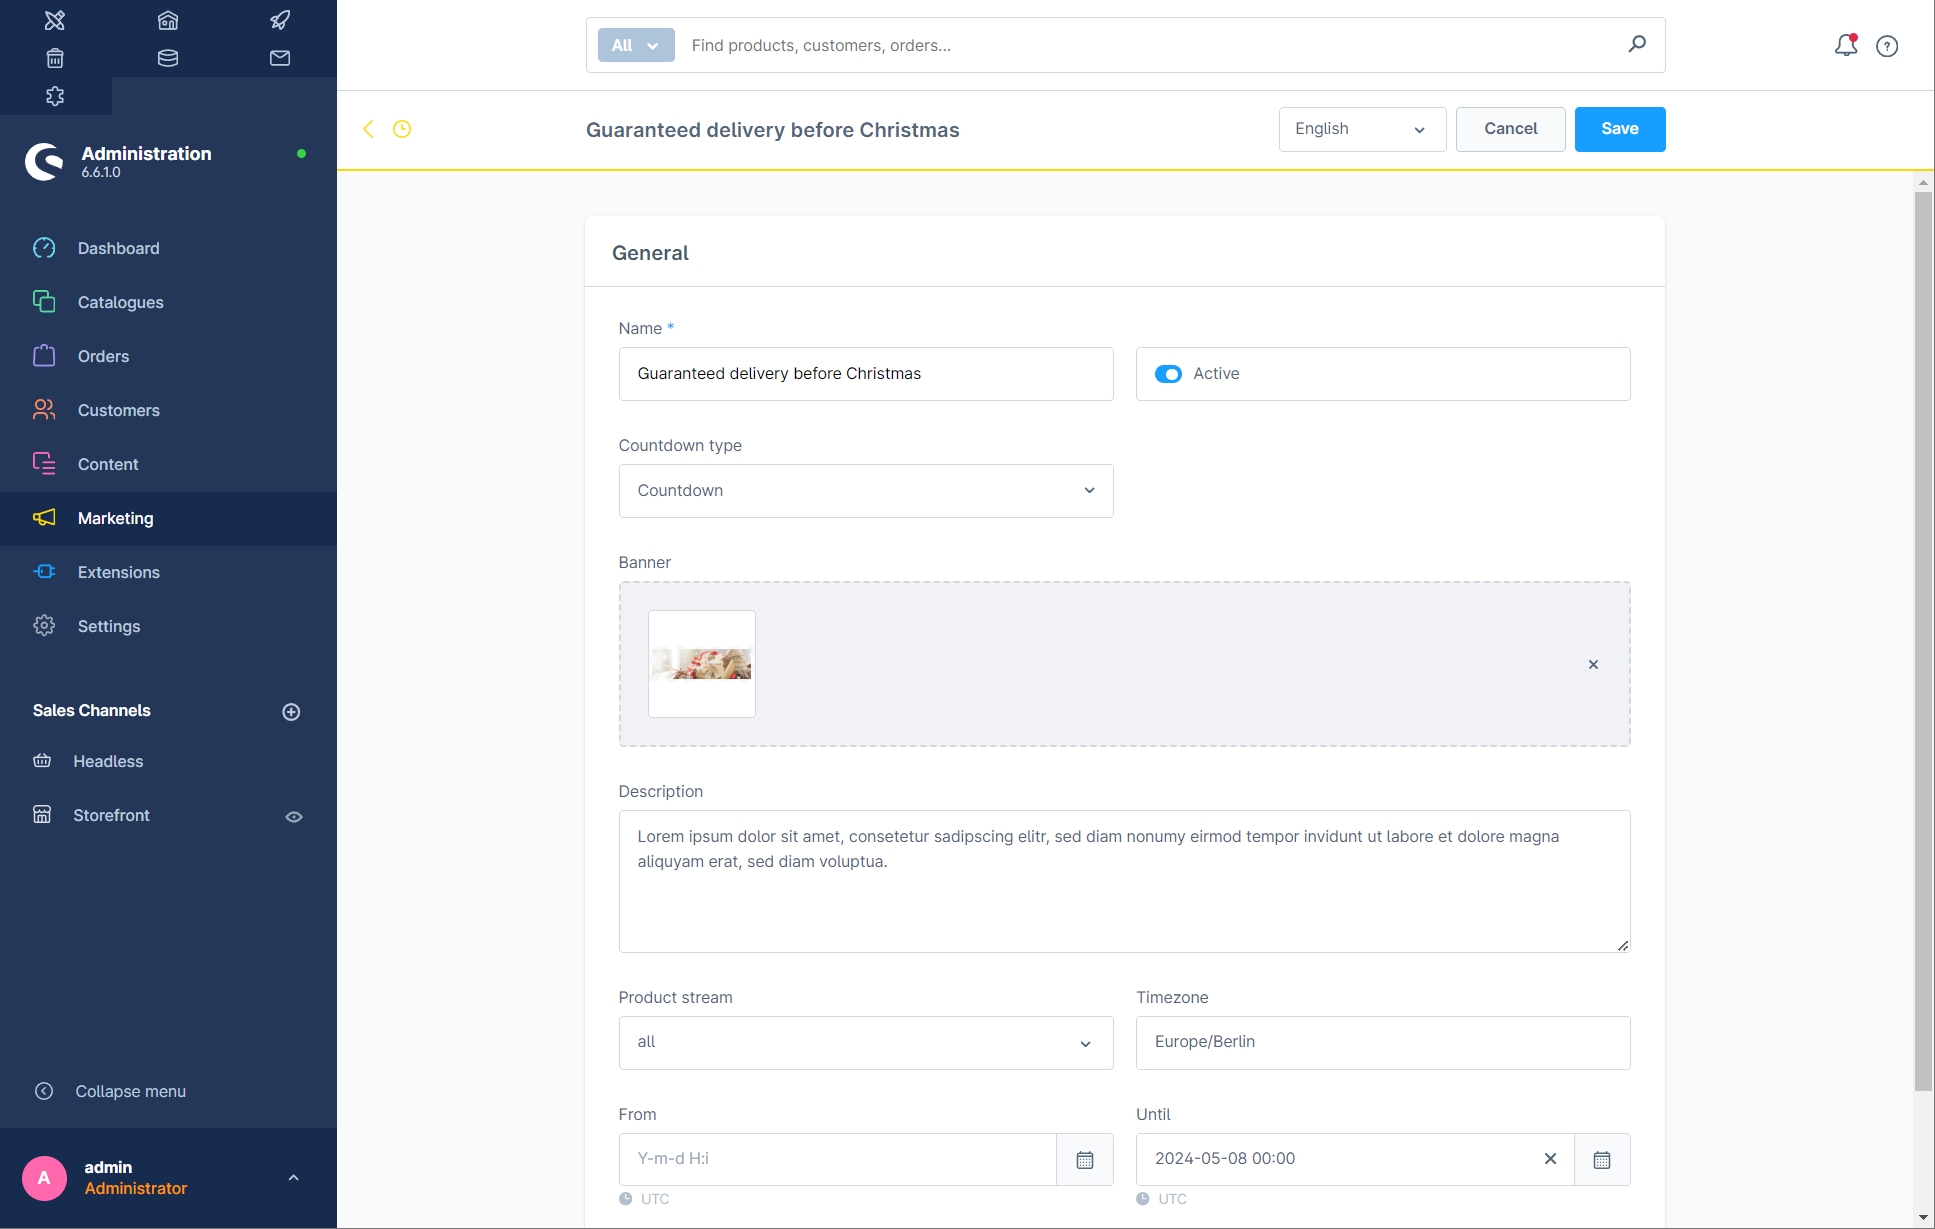 All
Find products, customers, orders...
Administration
6.6.1.0
Guaranteed delivery before Christmas
English
Cancel
Save
Dashboard
Catalogues
Orders
Customers
Content
Marketing
Extensions
Settings
Sales Channels
Headless
Storefront
Collapse menu
A
admin
Administrator
General
Name *
Guaranteed delivery before Christmas
Active
Countdown type
Countdown
Banner
Description
Lorem ipsum dolor sit amet, consetetur sadipscing elitr, sed diam nonumy eirmod tempor invidunt ut labore et dolore magna
aliquyam erat, sed diam voluptua.
Product stream
Timezone
all
Europe/Berlin
From
Until
Y-m-d H:i
2024-05-08 00:00
UTC
UTC